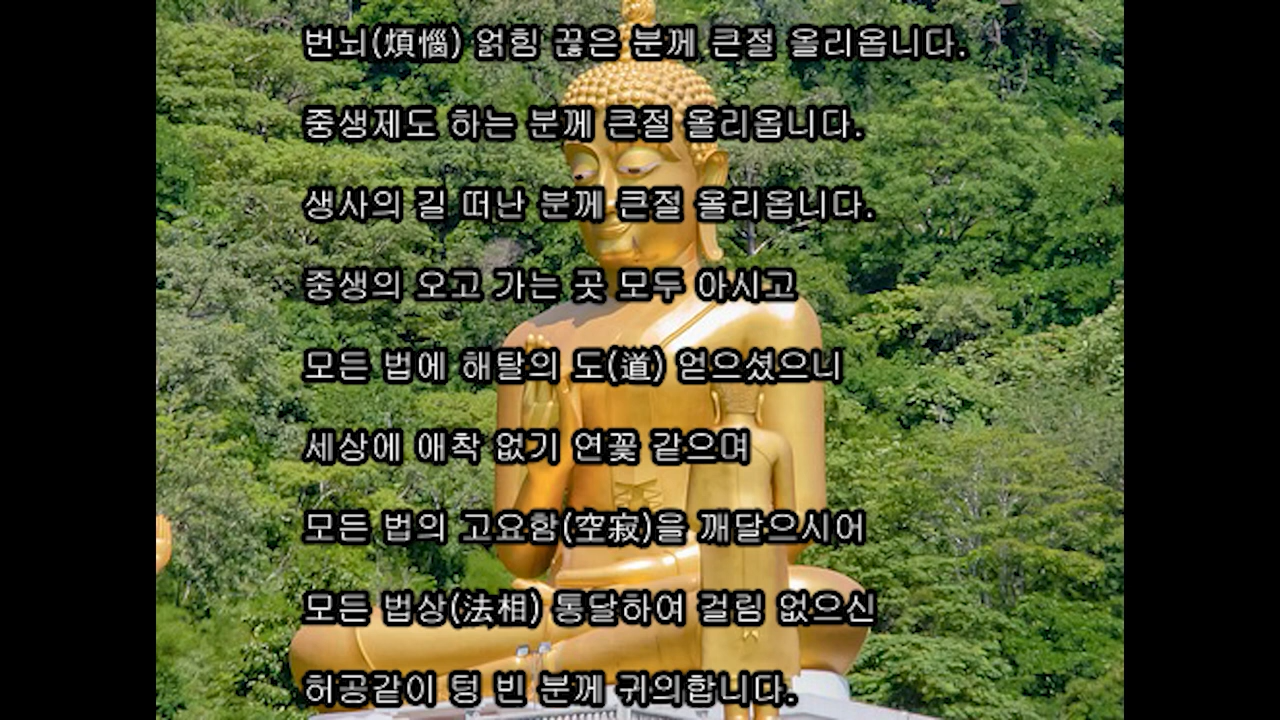 번뇌(煩惱) 얽힘 끊은 분께 큰절 올리옵니다.
중생제도 하는 분께 큰절 올리옵니다.
생사의 길 떠난 분께 큰절 올리옵니다.
중생의 오고 가는 곳 모두 아시고
모든 법에 해탈의 도(道) 얻으셨으니
세상에 애착 없기 연꽃 같으며
모든 법의 고요함(空寂)을 깨달으시어
모든 법상(法相) 통달하여 걸림 없으신
허공같이 텅 빈 분께 귀의합니다.